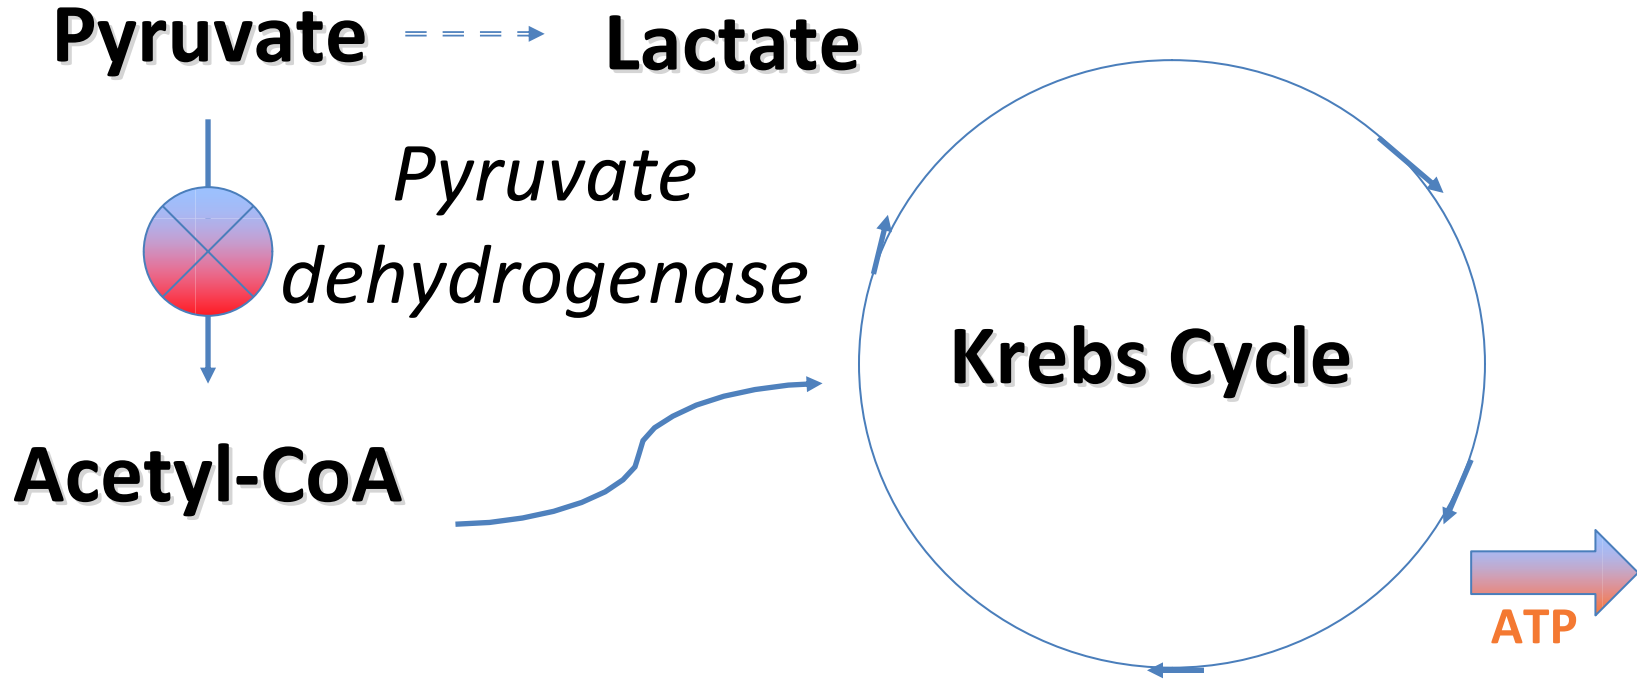 Pyruvate
Lactate
Pyruvate
dehydrogenase
Krebs Cycle
Acetyl-CoA
ATP